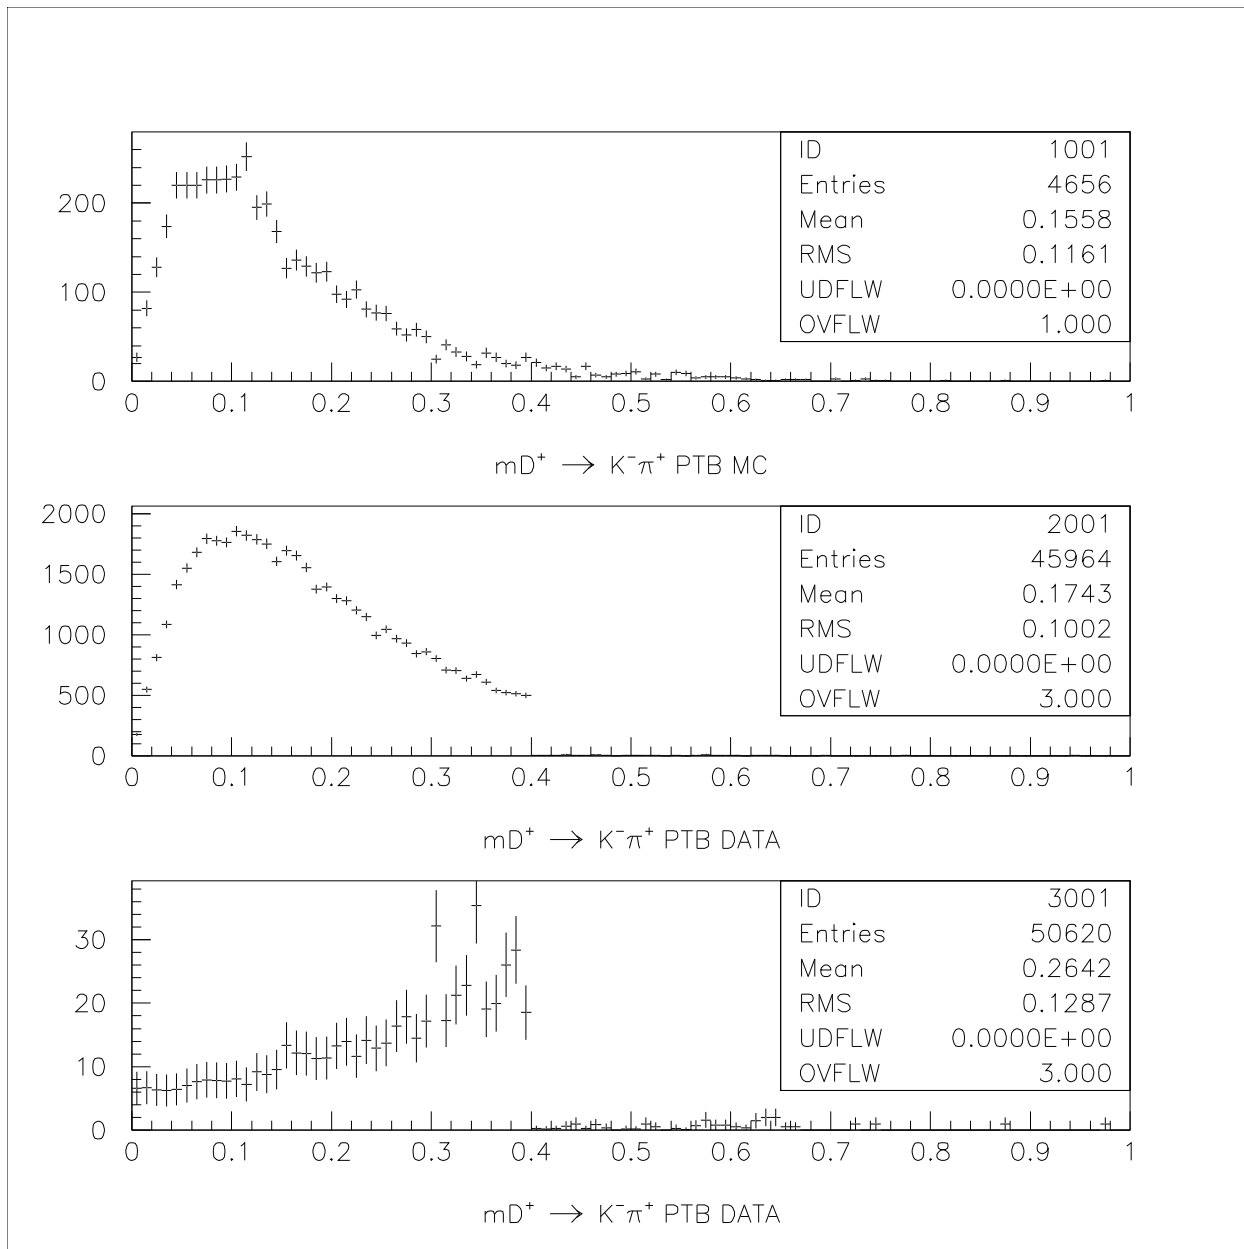 ID 1001
Entries 4656
Mean 0.1558
RMS 0.1161
UDFLW 0.0000E+00
OVFLW 1.000
200
100
0
0 0.1 0.2 0.3 0.4 0.5 0.6 0.7 0.8 0.9 1
mD⁺ → K⁻π⁺ PTB MC
ID 2001
Entries 45964
Mean 0.1743
RMS 0.1002
UDFLW 0.0000E+00
OVFLW 3.000
2000
1500
1000
500
0
0 0.1 0.2 0.3 0.4 0.5 0.6 0.7 0.8 0.9 1
mD⁺ → K⁻π⁺ PTB DATA
ID 3001
Entries 50620
Mean 0.2642
RMS 0.1287
UDFLW 0.0000E+00
OVFLW 3.000
30
20
10
0
0 0.1 0.2 0.3 0.4 0.5 0.6 0.7 0.8 0.9 1
mD⁺ → K⁻π⁺ PTB DATA